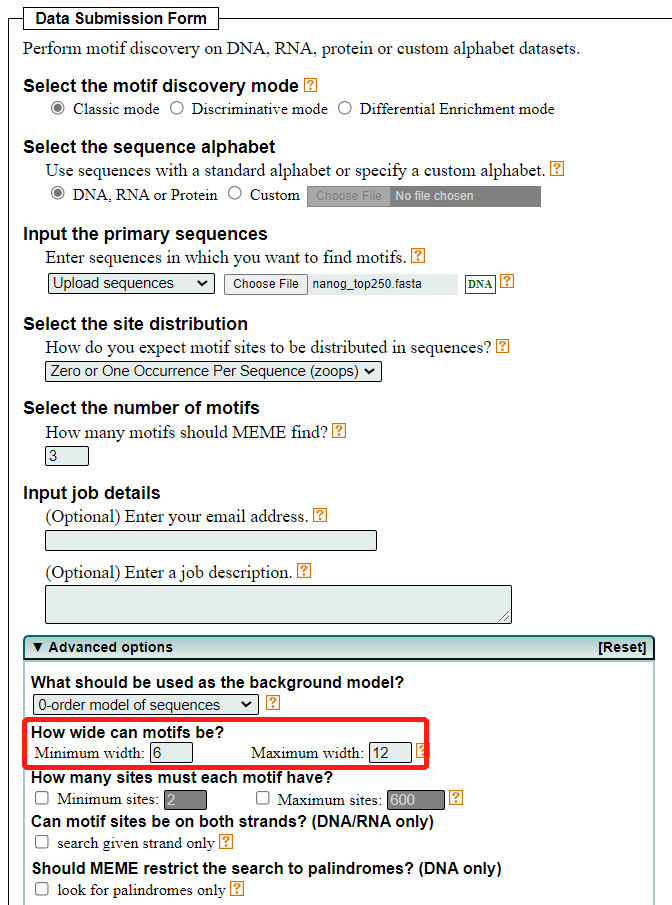 Data Submission Form
Perform motif discovery on DNA, RNA, protein or custom alphabet datasets.
Select the motif discovery mode ?
Classic mode Discriminative mode Differential Enrichment mode
Select the sequence alphabet
Use sequences with a standard alphabet or specify a custom alphabet. ?
DNA, RNA or Protein Custom Choose File No file chosen
Input the primary sequences
Enter sequences in which you want to find motifs. ?
Upload sequences Choose File nanog_top250.fasta DNA ?
Select the site distribution
How do you expect motif sites to be distributed in sequences? ?
Zero or One Occurrence Per Sequence (zoops)
Select the number of motifs
How many motifs should MEME find? ?
3
Input job details
(Optional) Enter your email address. ?
(Optional) Enter a job description. ?
▼ Advanced options [Reset]
What should be used as the background model?
0-order model of sequences ?
How wide can motifs be?
Minimum width: 6 Maximum width: 12 ?
How many sites must each motif have?
Minimum sites: 2 Maximum sites: 600 ?
Can motif sites be on both strands? (DNA/RNA only)
search given strand only ?
Should MEME restrict the search to palindromes? (DNA only)
look for palindromes only ?